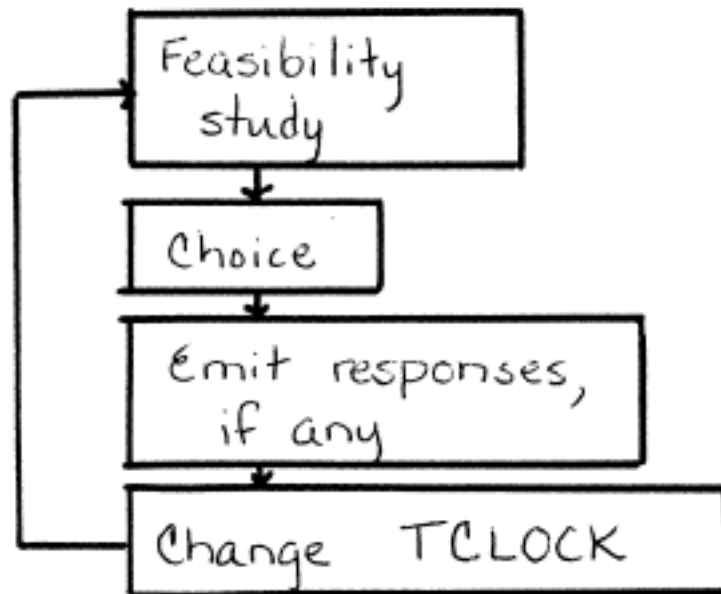 Feasibility
study
Choice
Emit responses,
if any
Change TCLOCK